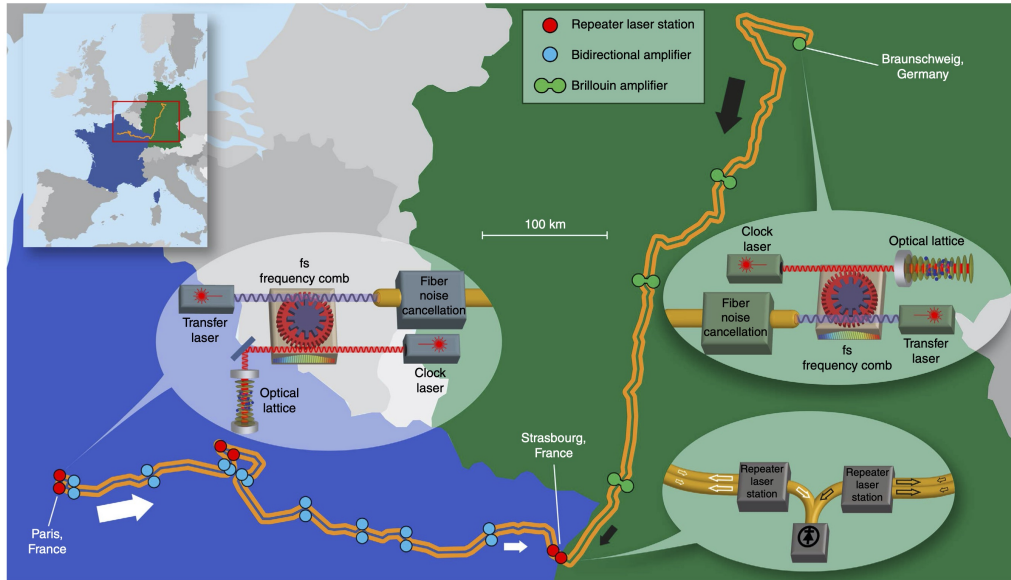 Repeater laser station
Bidirectional amplifier
Brillouin amplifier
Braunschweig,
Germany
100 km
fs
frequency comb
Transfer
laser
Fiber
noise
cancellation
Clock
laser
Optical
lattice
Clock
laser
Optical lattice
Fiber
noise
cancellation
fs
frequency comb
Transfer
laser
Strasbourg,
France
Paris,
France
Repeater
laser
station
Repeater
laser
station